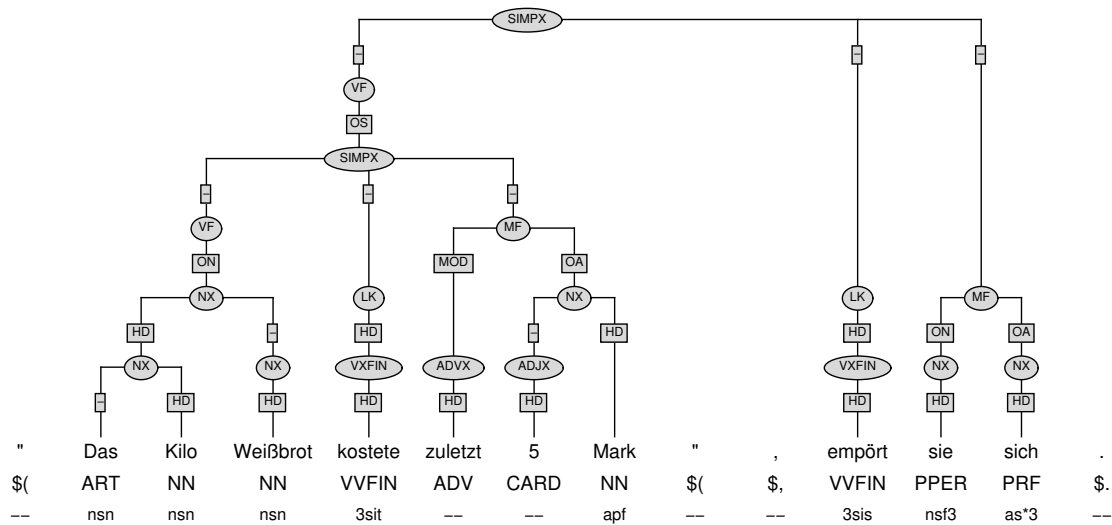 SIMPX
– – –
VF
OS
SIMPX
– – –
VF MF
ON MOD OA
NX LK NX LK MF
HD – HD – HD HD ON OA
NX NX VXFIN ADVX ADJX VXFIN NX NX
– HD HD HD HD HD HD HD HD
" Das Kilo Weißbrot kostete zuletzt 5 Mark " , empört sie sich .
$( ART NN NN VVFIN ADV CARD NN $( $, VVFIN PPER PRF $.
–– nsn nsn nsn 3sit –– –– apf –– –– 3sis nsf3 as*3 ––